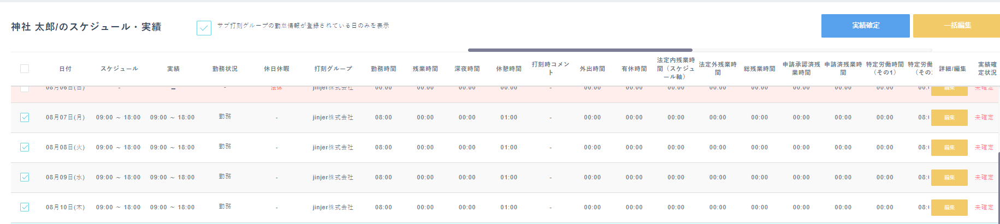 神社 太郎/のスケジュール・実績
サブ打刻グループの勤怠情報が登録されている日のみを表示
実績確定
一括編集
日付 スケジュール 実績 勤務状況 休日休暇 打刻グループ 勤務時間 残業時間 深夜時間 休憩時間 打刻時コメント 外出時間 有休時間 法定内残業時間（スケジュール軸） 法定外残業時間 総残業時間 申請承認済残業時間 申請済残業時間 特定労働時間（その1） 特定労働時間（その 詳細/編集 実績確定状況
08月06日(日) - - - 法休 jinjer株式会社 00:00 00:00 00:00 00:00 - 00:00 00:00 00:00 00:00 00:00 00:00 00:00 00:00 00: 編集 未確定
08月07日(月) 09:00 ～ 18:00 09:00 ～ 18:00 勤務 - jinjer株式会社 08:00 00:00 00:00 01:00 - 00:00 00:00 00:00 00:00 00:00 00:00 00:00 00:00 08: 編集 未確定
08月08日(火) 09:00 ～ 18:00 09:00 ～ 18:00 勤務 - jinjer株式会社 08:00 00:00 00:00 01:00 - 00:00 00:00 00:00 00:00 00:00 00:00 00:00 00:00 08: 編集 未確定
08月09日(水) 09:00 ～ 18:00 09:00 ～ 18:00 勤務 - jinjer株式会社 08:00 00:00 00:00 01:00 - 00:00 00:00 00:00 00:00 00:00 00:00 00:00 00:00 08: 編集 未確定
08月10日(木) 09:00 ～ 18:00 09:00 ～ 18:00 勤務 - jinjer株式会社 08:00 00:00 00:00 01:00 - 00:00 00:00 00:00 00:00 00:00 00:00 00:00 00:00 08: 編集 未確定